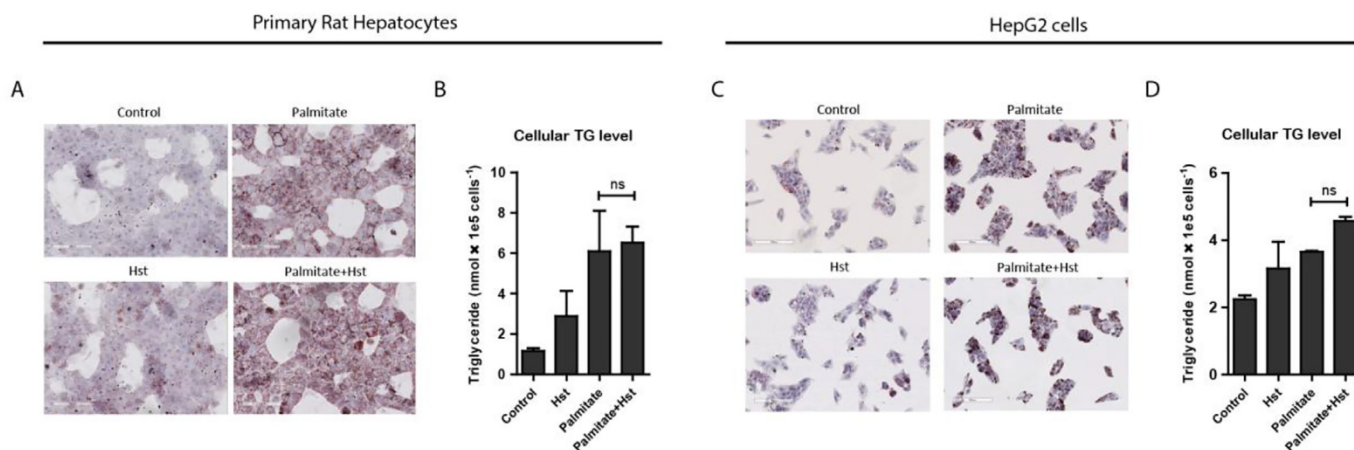 Primary Rat Hepatocytes
HepG2 cells
A
Control
Palmitate
Hst
Palmitate+Hst
B
Cellular TG level
Triglyceride (nmol × 1e5 cells⁻¹)
10
8
6
4
2
0
ns
Control
Hst
Palmitate
Palmitate+Hst
C
Control
Palmitate
Hst
Palmitate+Hst
D
Cellular TG level
Triglyceride (nmol × 1e5 cells⁻¹)
6
4
2
0
ns
Control
Hst
Palmitate
Palmitate+Hst